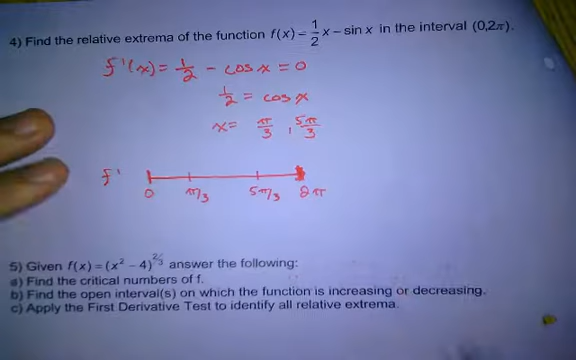 4) Find the relative extrema of the function f(x) = 1/2 x – sin x in the interval (0,2π).
f'(x) = 1/2 - cos x = 0
1/2 = cos x
x = π/3, 5π/3
f'
0 π/3 5π/3 2π
5) Given f(x) = (x² – 4)^(2/3) answer the following:
a) Find the critical numbers of f.
b) Find the open interval(s) on which the function is increasing or decreasing.
c) Apply the First Derivative Test to identify all relative extrema.